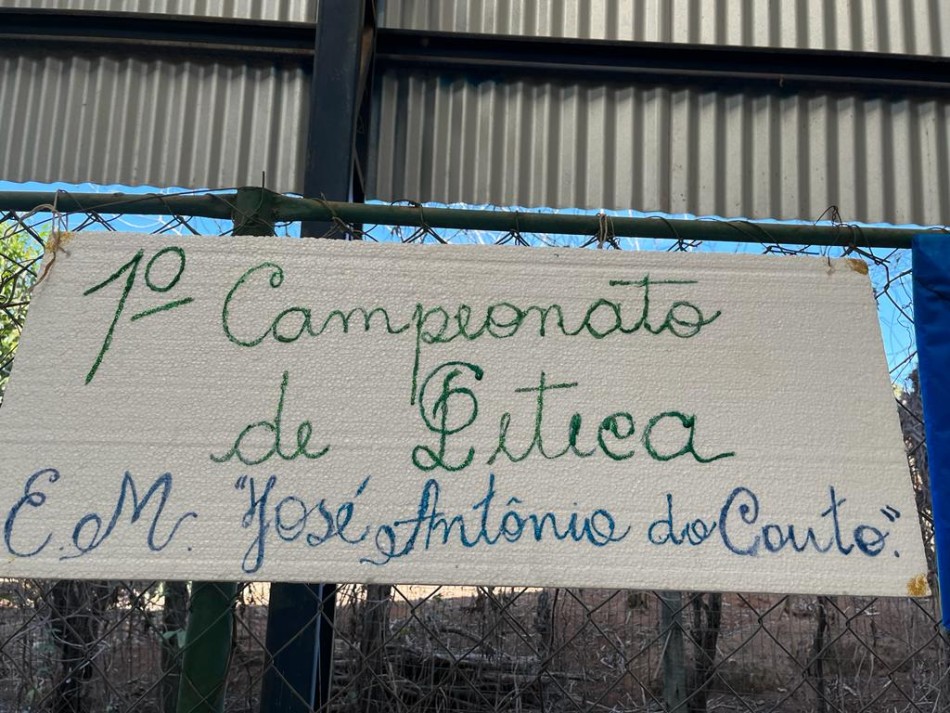 1º Campeonato
de Peteca
E. M. "José Antônio do Couto".